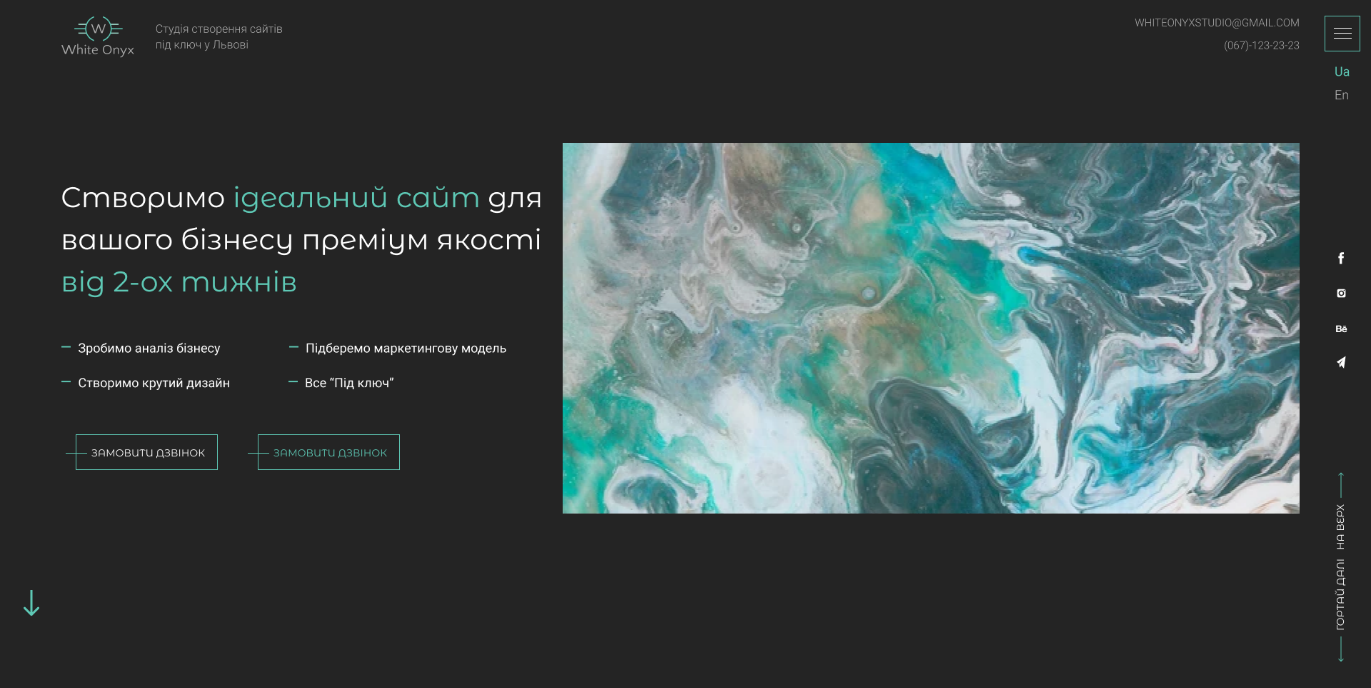 W
White Onyx
Студія створення сайтів
під ключ у Львові
WHITEONYXSTUDIO@GMAIL.COM
(067)-123-23-23
Ua
En
Створимо ідеальний сайт для
вашого бізнесу преміум якості
від 2-ох тижнів
Зробимо аналіз бізнесу
Підберемо маркетингову модель
Створимо крутий дизайн
Все “Під ключ”
ЗАМОВИТИ ДЗВІНОК
ЗАМОВИТИ ДЗВІНОК
Bē
ГОРТАЙ ДАЛІ
НА ВЕРХ